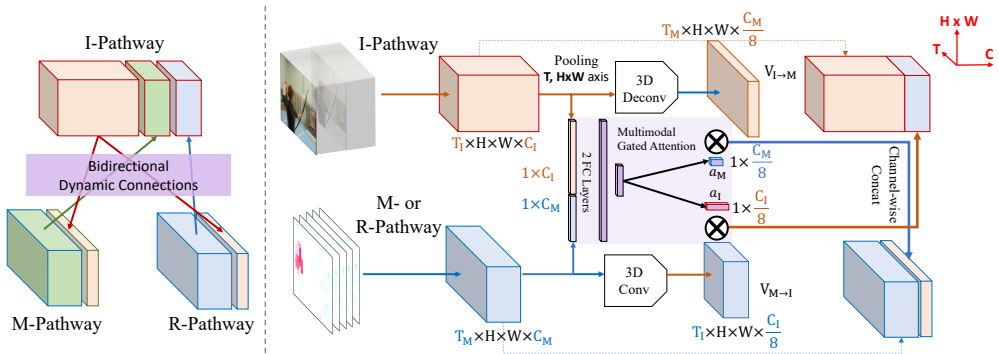 I-Pathway
Bidirectional
Dynamic Connections
M-Pathway
R-Pathway
I-Pathway
Pooling
T, HxW axis
3D
Deconv
T_M×H×W×C_M/8
V_I→M
H x W
T
C
T_I×H×W×C_I
Multimodal
Gated Attention
2 FC Layers
1×C_I
1×C_M
a_M
1×C_M/8
a_I
1×C_I/8
Channel-wise
Concat
M- or
R-Pathway
3D
Conv
V_M→I
T_M×H×W×C_M
T_I×H×W×C_I/8